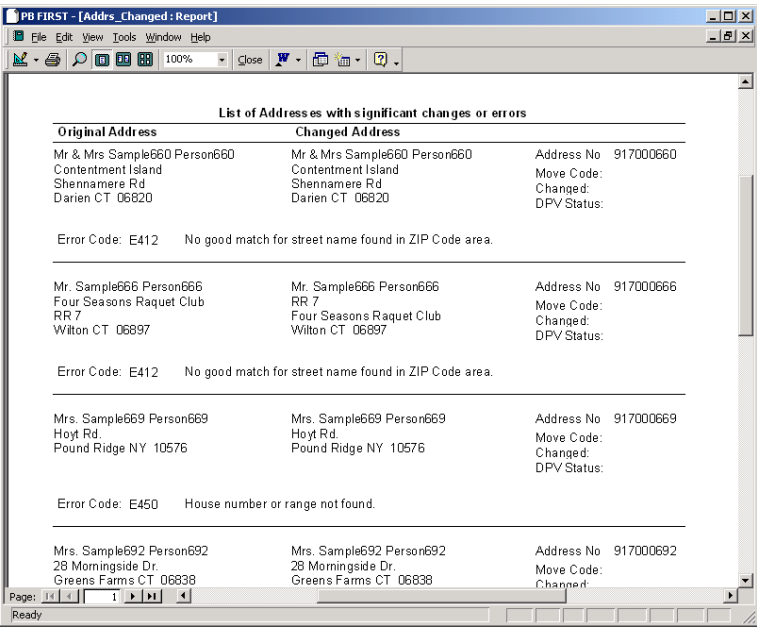 PB FIRST - [Addrs_Changed : Report]
File Edit View Tools Window Help
100% Close W
List of Addresses with significant changes or errors
Original Address Changed Address
Mr & Mrs Sample660 Person660 Mr & Mrs Sample660 Person660 Address No 917000660
Contentment Island Contentment Island Move Code:
Shennamere Rd Shennamere Rd Changed:
Darien CT 06820 Darien CT 06820 DPV Status:
Error Code: E412 No good match for street name found in ZIP Code area.
Mr. Sample666 Person666 Mr. Sample666 Person666 Address No 917000666
Four Seasons Raquet Club RR 7 Move Code:
RR 7 Four Seasons Raquet Club Changed:
Wilton CT 06897 Wilton CT 06897 DPV Status:
Error Code: E412 No good match for street name found in ZIP Code area.
Mrs. Sample669 Person669 Mrs. Sample669 Person669 Address No 917000669
Hoyt Rd. Hoyt Rd. Move Code:
Pound Ridge NY 10576 Pound Ridge NY 10576 Changed:
DPV Status:
Error Code: E450 House number or range not found.
Mrs. Sample692 Person692 Mrs. Sample692 Person692 Address No 917000692
28 Morningside Dr. 28 Morningside Dr. Move Code:
Greens Farms CT 06838 Greens Farms CT 06838 Changed:
Page: 1
Ready